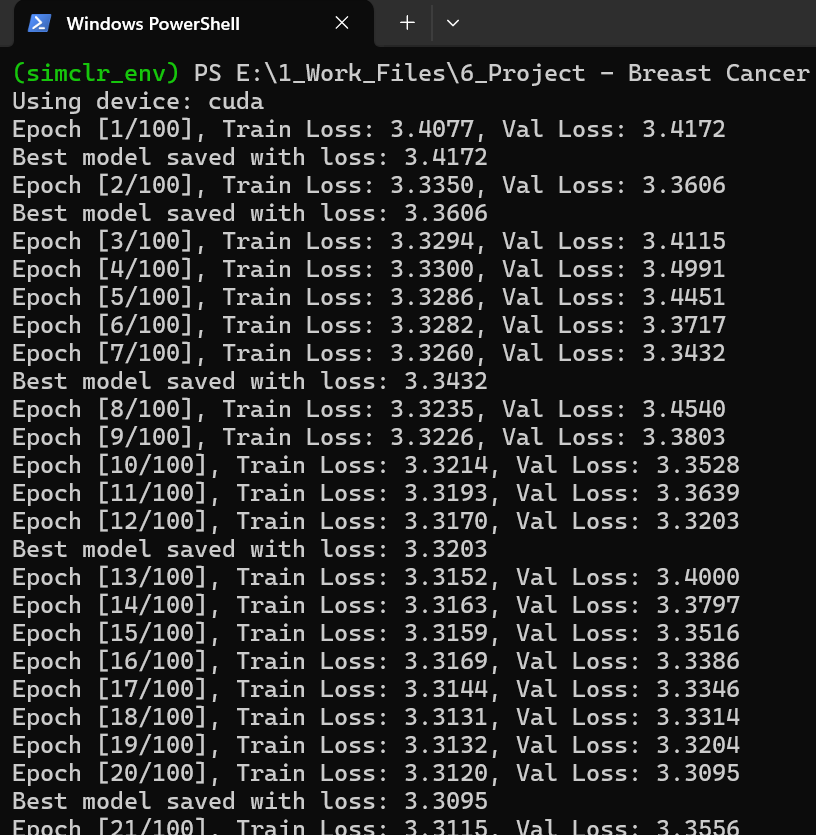 Windows PowerShell
(simclr_env) PS E:\1_Work_Files\6_Project - Breast Cancer
Using device: cuda
Epoch [1/100], Train Loss: 3.4077, Val Loss: 3.4172
Best model saved with loss: 3.4172
Epoch [2/100], Train Loss: 3.3350, Val Loss: 3.3606
Best model saved with loss: 3.3606
Epoch [3/100], Train Loss: 3.3294, Val Loss: 3.4115
Epoch [4/100], Train Loss: 3.3300, Val Loss: 3.4991
Epoch [5/100], Train Loss: 3.3286, Val Loss: 3.4451
Epoch [6/100], Train Loss: 3.3282, Val Loss: 3.3717
Epoch [7/100], Train Loss: 3.3260, Val Loss: 3.3432
Best model saved with loss: 3.3432
Epoch [8/100], Train Loss: 3.3235, Val Loss: 3.4540
Epoch [9/100], Train Loss: 3.3226, Val Loss: 3.3803
Epoch [10/100], Train Loss: 3.3214, Val Loss: 3.3528
Epoch [11/100], Train Loss: 3.3193, Val Loss: 3.3639
Epoch [12/100], Train Loss: 3.3170, Val Loss: 3.3203
Best model saved with loss: 3.3203
Epoch [13/100], Train Loss: 3.3152, Val Loss: 3.4000
Epoch [14/100], Train Loss: 3.3163, Val Loss: 3.3797
Epoch [15/100], Train Loss: 3.3159, Val Loss: 3.3516
Epoch [16/100], Train Loss: 3.3169, Val Loss: 3.3386
Epoch [17/100], Train Loss: 3.3144, Val Loss: 3.3346
Epoch [18/100], Train Loss: 3.3131, Val Loss: 3.3314
Epoch [19/100], Train Loss: 3.3132, Val Loss: 3.3204
Epoch [20/100], Train Loss: 3.3120, Val Loss: 3.3095
Best model saved with loss: 3.3095
Epoch [21/100], Train Loss: 3.3115, Val Loss: 3.3556